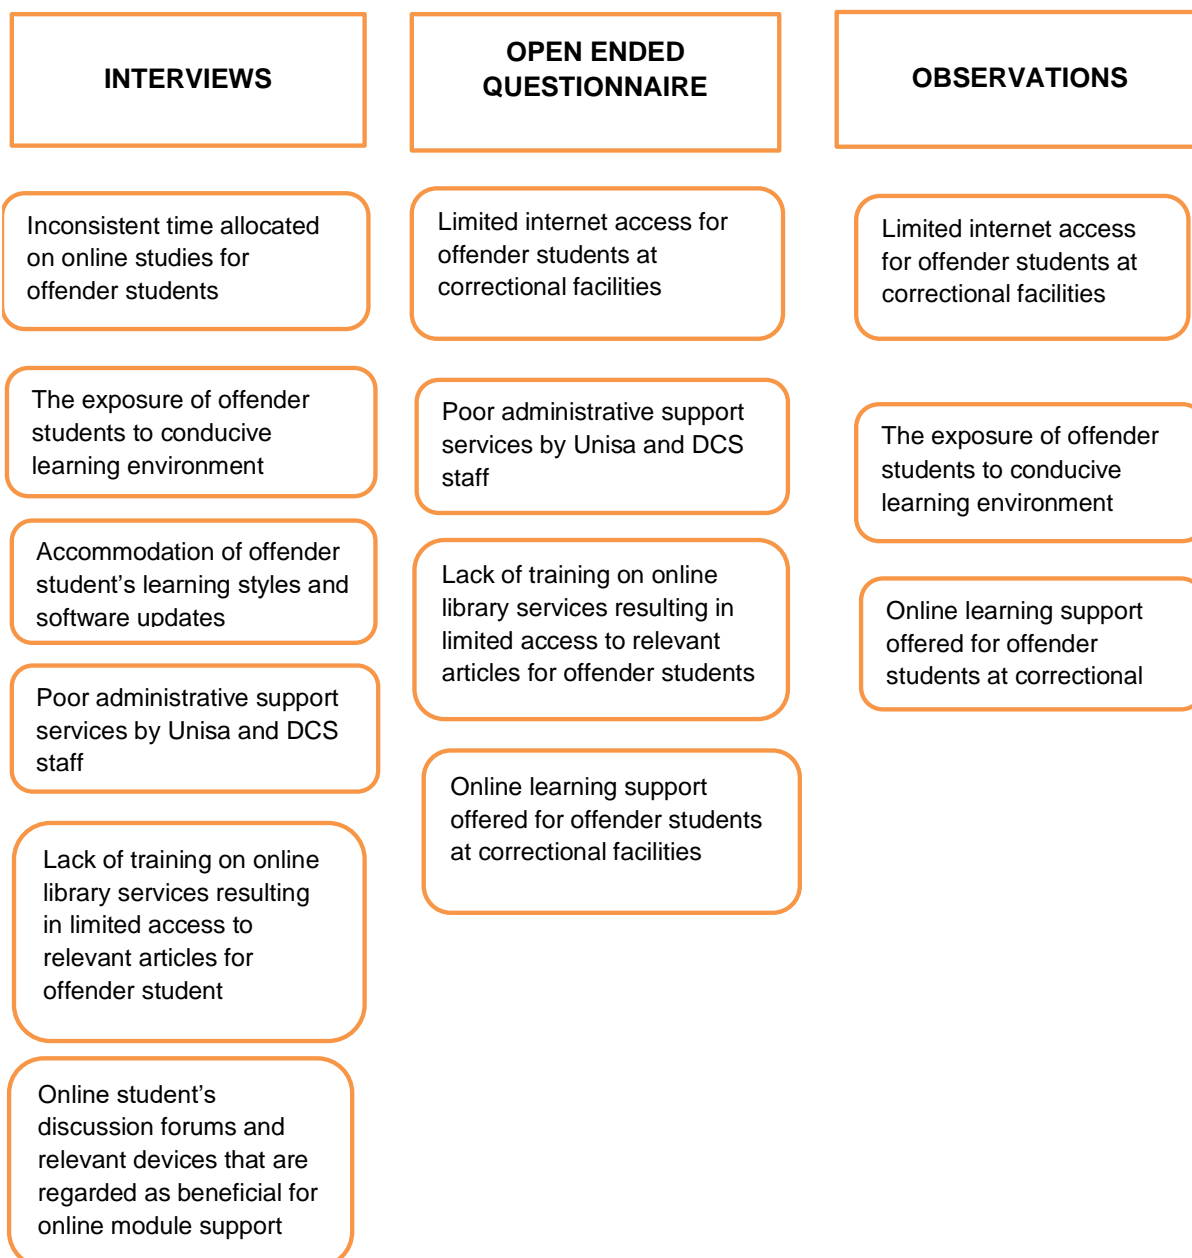 INTERVIEWS
Inconsistent time allocated
on online studies for
offender students
The exposure of offender
students to conducive
learning environment
Accommodation of offender
student’s learning styles and
software updates
Poor administrative support
services by Unisa and DCS
staff
Lack of training on online
library services resulting
in limited access to
relevant articles for
offender student
Online student’s
discussion forums and
relevant devices that are
regarded as beneficial for
online module support
OPEN ENDED
QUESTIONNAIRE
Limited internet access for
offender students at
correctional facilities
Poor administrative support
services by Unisa and DCS
staff
Lack of training on online
library services resulting in
limited access to relevant
articles for offender students
Online learning support
offered for offender students
at correctional facilities
OBSERVATIONS
Limited internet access
for offender students at
correctional facilities
The exposure of offender
students to conducive
learning environment
Online learning support
offered for offender
students at correctional